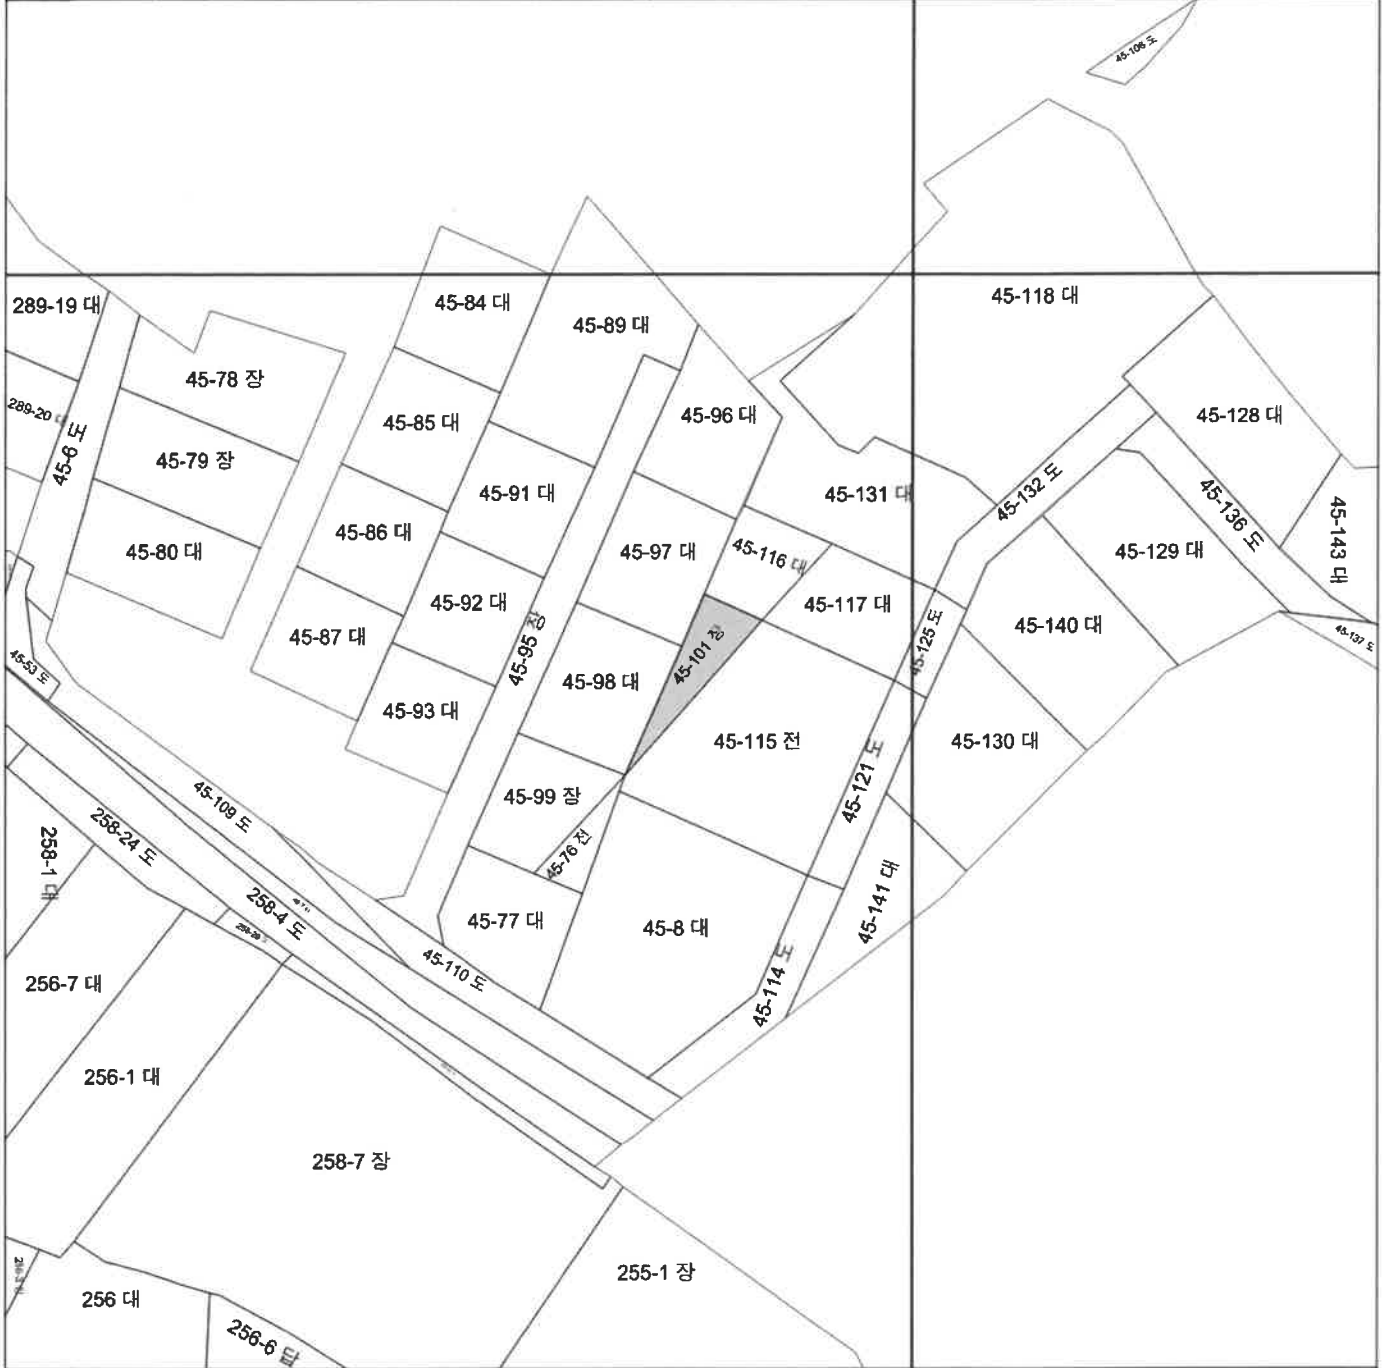 45-106 도
45-118 대
289-19 대
45-84 대
45-89 대
45-78 장
289-20 대
45-85 대
45-96 대
45-128 대
45-6 도
45-79 장
45-91 대
45-131 대
45-132 도
45-136 도
45-143 대
45-80 대
45-86 대
45-97 대
45-116 대
45-129 대
45-92 대
45-117 대
45-87 대
45-95 장
45-101 장
45-125 도
45-140 대
45-137 도
45-53 도
45-93 대
45-98 대
45-115 전
45-130 대
45-109 도
45-99 장
45-121 도
258-24 도
258-1 대
45-76 전
258-4 도
45-77 대
45-8 대
45-141 대
45-110 도
256-7 대
45-114 도
256-1 대
258-7 장
255-1 장
256 대
256-6 답